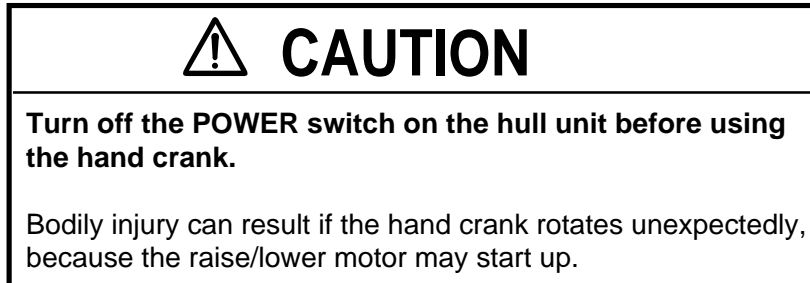 CAUTION
Turn off the POWER switch on the hull unit before using
the hand crank.
Bodily injury can result if the hand crank rotates unexpectedly,
because the raise/lower motor may start up.